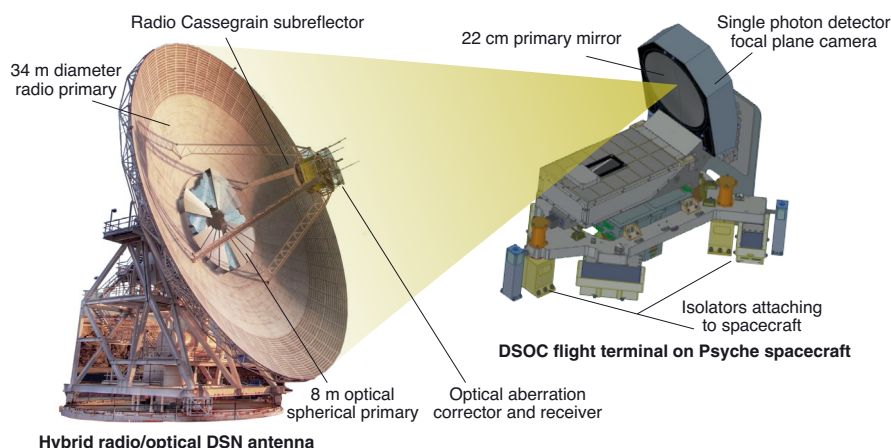 Radio Cassegrain subreflector
34 m diameter
radio primary
22 cm primary mirror
Single photon detector
focal plane camera
Isolators attaching
to spacecraft
DSOC flight terminal on Psyche spacecraft
8 m optical
spherical primary
Optical aberration
corrector and receiver
Hybrid radio/optical DSN antenna